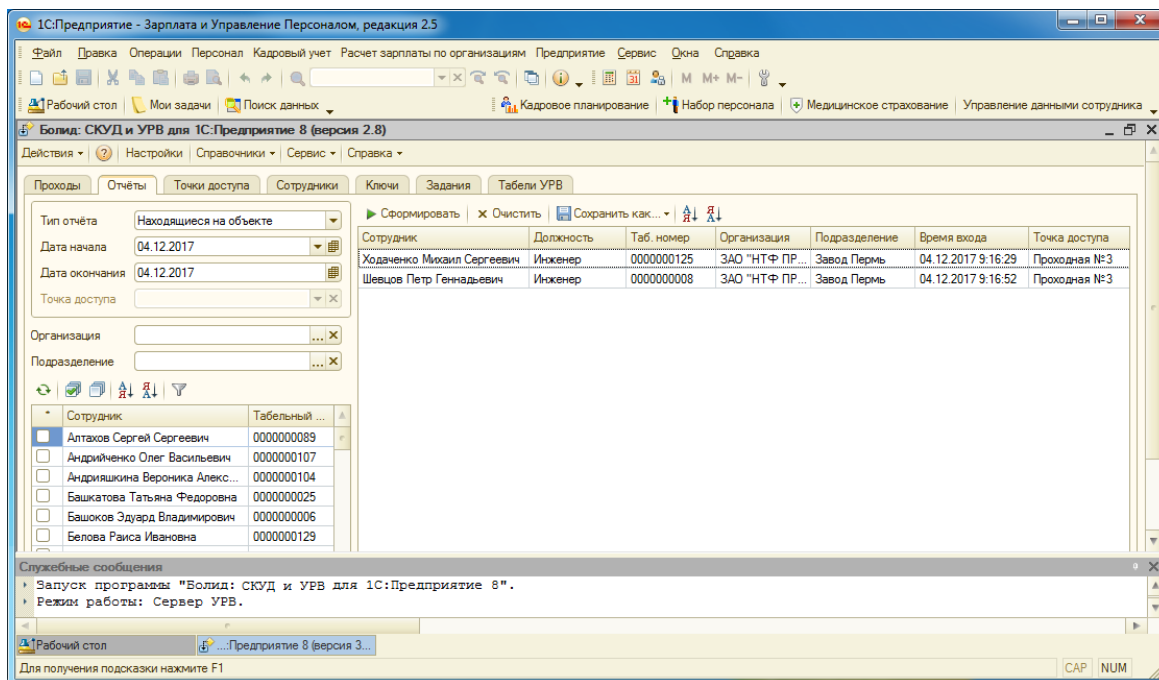 1С:Предприятие - Зарплата и Управление Персоналом, редакция 2.5
Файл Правка Операции Персонал Кадровый учет Расчет зарплаты по организациям Предприятие Сервис Окна Справка
M M+ M-
Рабочий стол Мои задачи Поиск данных Кадровое планирование Набор персонала Медицинское страхование Управление данными сотрудника
Болид: СКУД и УРВ для 1С:Предприятие 8 (версия 2.8)
Действия Настройки Справочники Сервис Справка
Проходы Отчёты Точки доступа Сотрудники Ключи Задания Табели УРВ
Тип отчёта Находящиеся на объекте
Дата начала 04.12.2017
Дата окончания 04.12.2017
Точка доступа
Организация
Подразделение
* Сотрудник Табельный ...
Алтахов Сергей Сергеевич 0000000089
Андрийченко Олег Васильевич 0000000107
Андрияшкина Вероника Алекс... 0000000104
Башкатова Татьяна Федоровна 0000000025
Башоков Эдуард Владимирович 0000000006
Белова Раиса Ивановна 0000000129
Сформировать Очистить Сохранить как...
Сотрудник Должность Таб. номер Организация Подразделение Время входа Точка доступа
Ходаченко Михаил Сергеевич Инженер 0000000125 ЗАО "НТФ ПР... Завод Пермь 04.12.2017 9:16:29 Проходная №3
Шевцов Петр Геннадьевич Инженер 0000000008 ЗАО "НТФ ПР... Завод Пермь 04.12.2017 9:16:52 Проходная №3
Служебные сообщения
Запуск программы "Болид: СКУД и УРВ для 1С:Предприятие 8".
Режим работы: Сервер УРВ.
Рабочий стол ...:Предприятие 8 (версия 3...
Для получения подсказки нажмите F1 CAP NUM